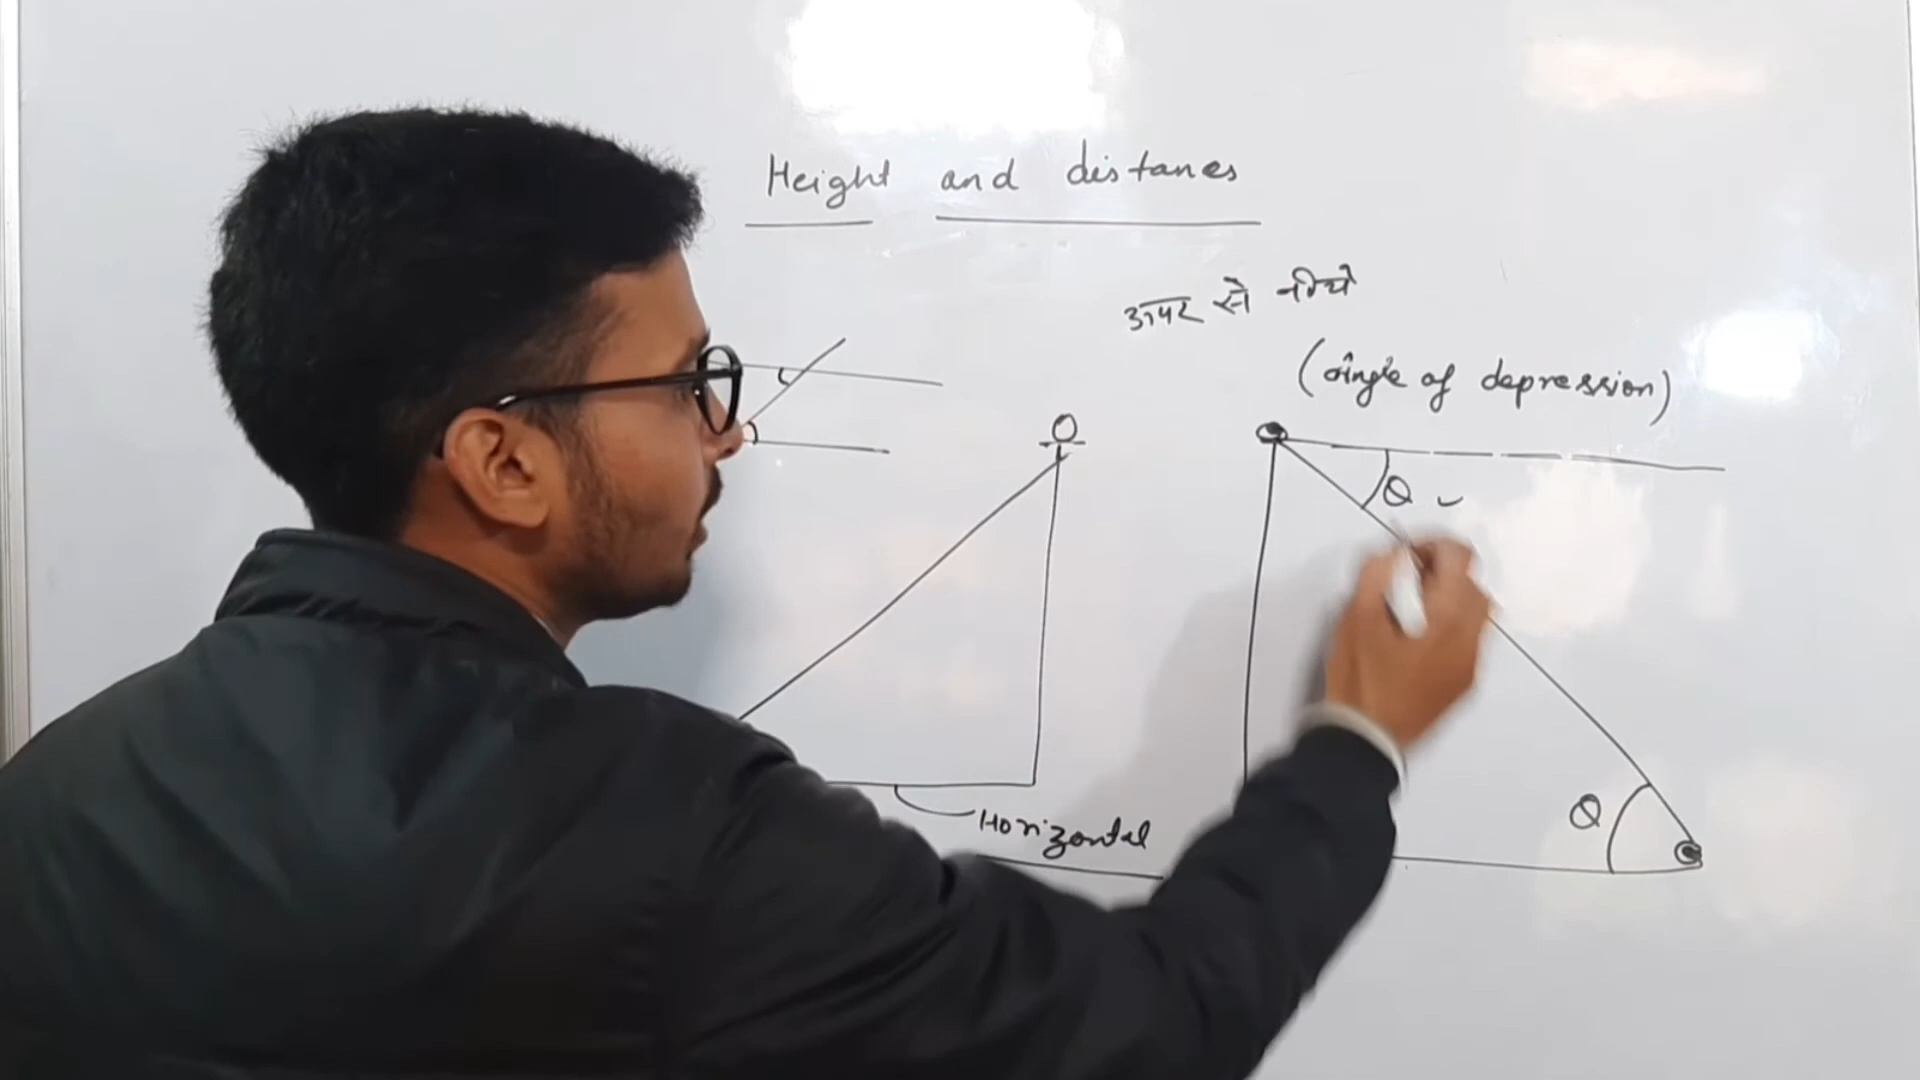 Height and distanes
ऊपर से नीचे
(angle of depression)
θ
θ
Horizontal